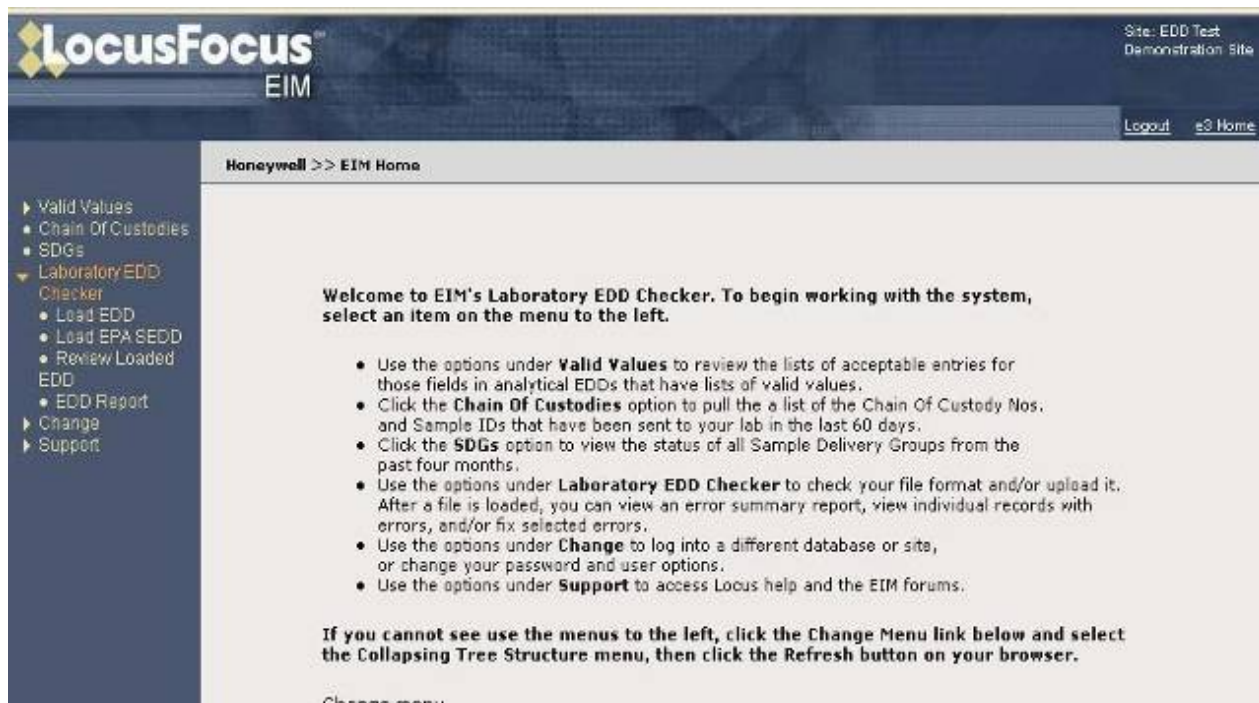 LocusFocus
EIM
Site: EDD Test
Demonstration Site
Logout e3 Home
Honeywell >> EIM Home
Valid Values
Chain Of Custodies
SDGs
Laboratory EDD
Checker
Load EDD
Load EPA SEDD
Review Loaded
EDD
EDD Report
Change
Support
Welcome to EIM's Laboratory EDD Checker. To begin working with the system,
select an item on the menu to the left.
Use the options under Valid Values to review the lists of acceptable entries for
those fields in analytical EDDs that have lists of valid values.
Click the Chain Of Custodies option to pull the a list of the Chain Of Custody Nos.
and Sample IDs that have been sent to your lab in the last 60 days.
Click the SDGs option to view the status of all Sample Delivery Groups from the
past four months.
Use the options under Laboratory EDD Checker to check your file format and/or upload it.
After a file is loaded, you can view an error summary report, view individual records with
errors, and/or fix selected errors.
Use the options under Change to log into a different database or site,
or change your password and user options.
Use the options under Support to access Locus help and the EIM forums.
If you cannot see use the menus to the left, click the Change Menu link below and select
the Collapsing Tree Structure menu, then click the Refresh button on your browser.
Change menu